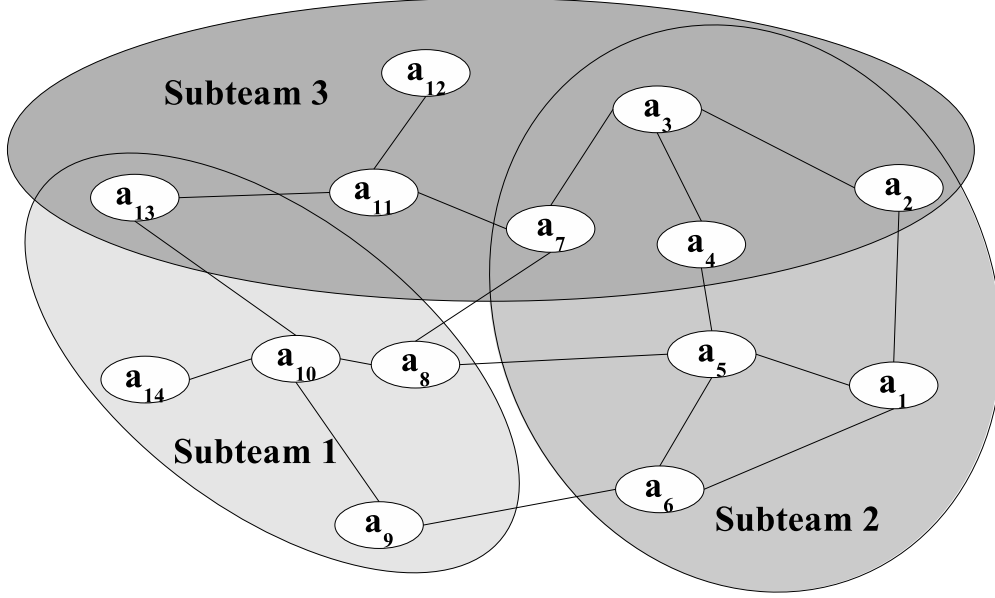 a12
Subteam 3
a3
a13
a11
a2
a7
a4
a10
a8
a5
a14
a1
Subteam 1
a6
Subteam 2
a9